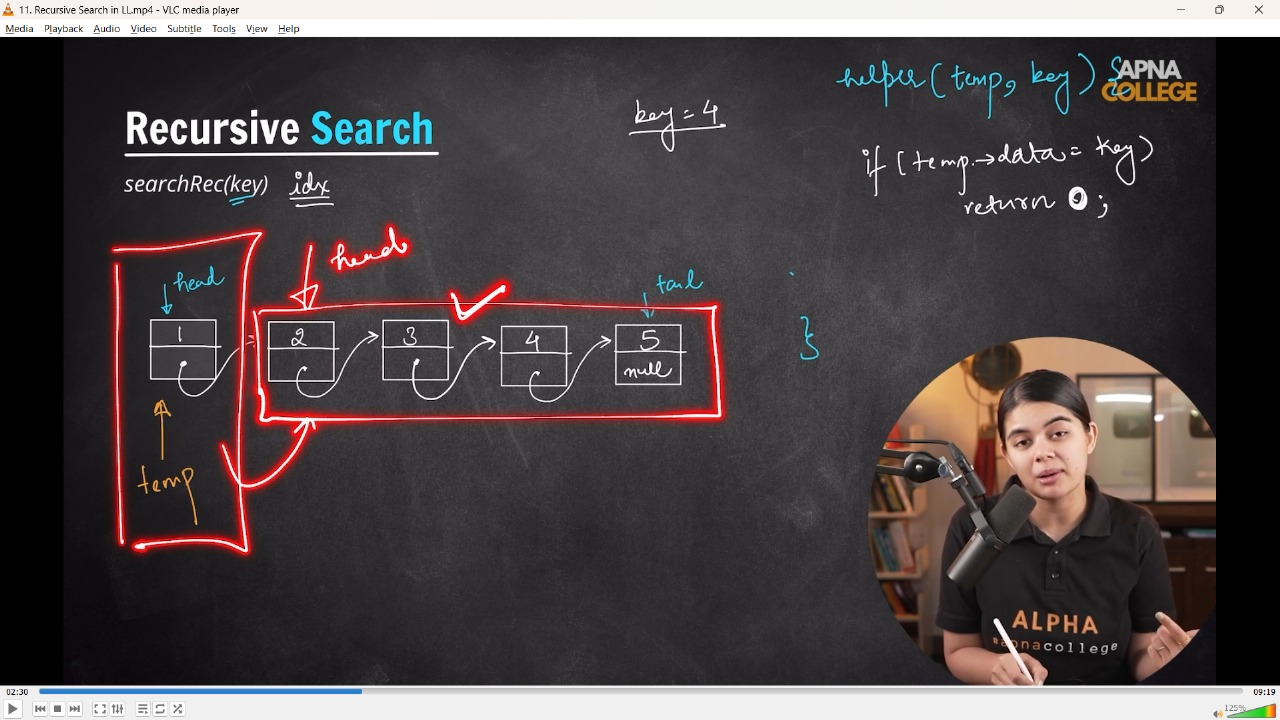 11. Recursive Search in LL.mp4 - VLC media player
Media Playback Audio Video Subtitle Tools View Help
helper(temp, key) {
APNA
COLLEGE
key = 4
Recursive Search
if (temp.→data = key)
return 0;
searchRec(key) idx
head
head
tail
1 2 3 4 5
null
}
temp
ALPHA
#apnacollege
02:30
09:19
125%